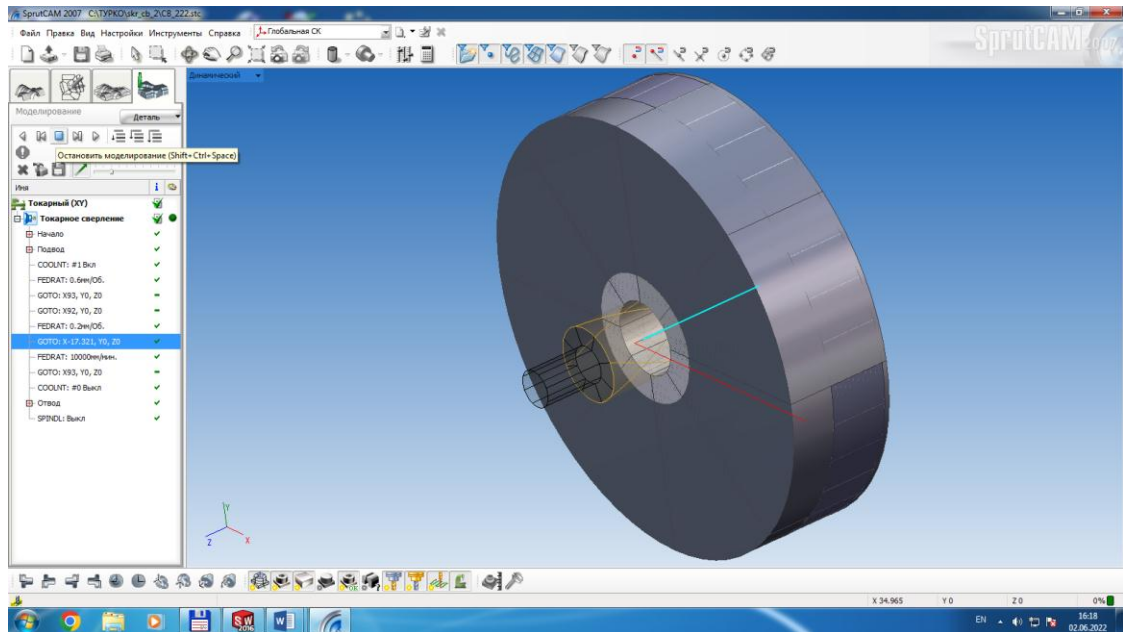 SprutCAM 2007 C:\ТУРКО\skr_cb_2\C8_222.stc
Файл Правка Вид Настройки Инструменты Справка Глобальная СК
SprutCAM 2007
Динамический
Моделирование
Деталь
Остановить моделирование (Shift+Ctrl+Space)
Имя
Токарный (XY)
Токарное сверление
Начало
Подвод
COOLNT: #1 Вкл
FEDRAT: 0.6мм/Об.
GOTO: X93, Y0, Z0
GOTO: X92, Y0, Z0
FEDRAT: 0.2мм/Об.
GOTO: X-17.321, Y0, Z0
FEDRAT: 10000мм/мин.
GOTO: X93, Y0, Z0
COOLNT: #0 Выкл
Отвод
SPINDL: Выкл
Y
Z X
X 34.965 Y 0 Z 0 0%
EN 16:18
02.06.2022